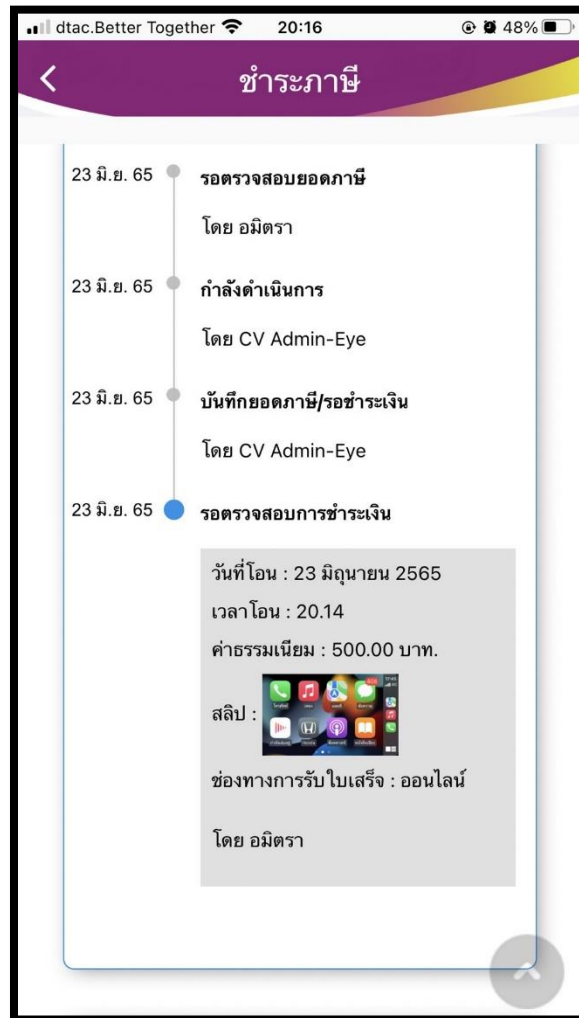 dtac.Better Together 20:16 48%
ชำระภาษี
23 มิ.ย. 65 รอตรวจสอบยอดภาษี
โดย อมิตรา
23 มิ.ย. 65 กำลังดำเนินการ
โดย CV Admin-Eye
23 มิ.ย. 65 บันทึกยอดภาษี/รอชำระเงิน
โดย CV Admin-Eye
23 มิ.ย. 65 รอตรวจสอบการชำระเงิน
วันที่โอน : 23 มิถุนายน 2565
เวลาโอน : 20.14
ค่าธรรมเนียม : 500.00 บาท.
สลิป :
ช่องทางการรับใบเสร็จ : ออนไลน์
โดย อมิตรา